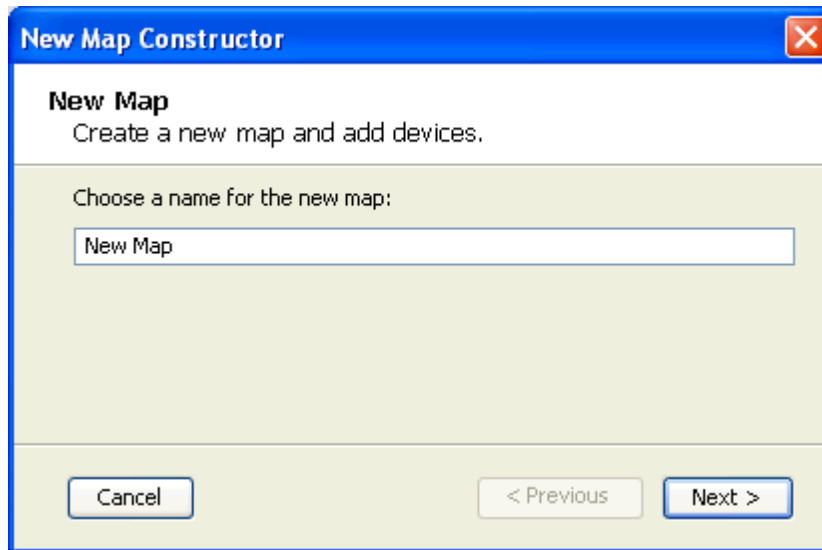 New Map Constructor
New Map
Create a new map and add devices.
Choose a name for the new map:
New Map
Cancel
< Previous
Next >